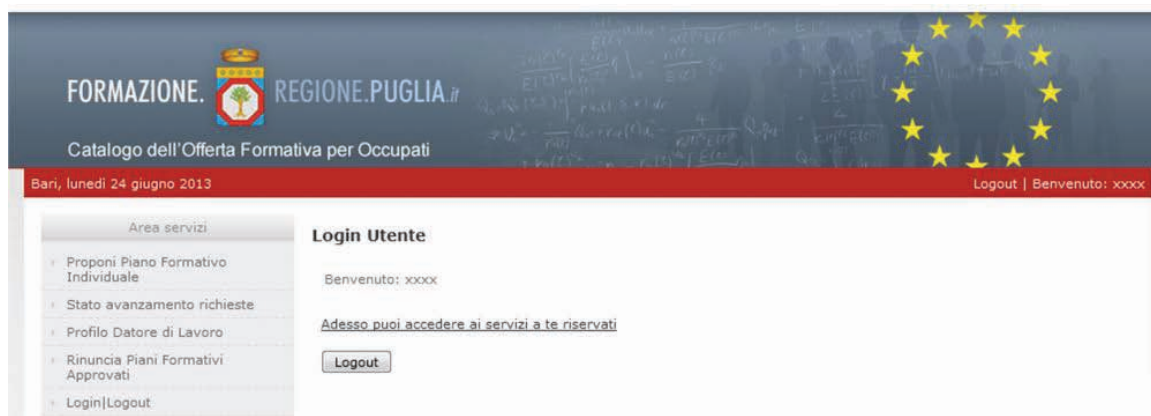 FORMAZIONE. REGIONE.PUGLIA.it
Catalogo dell'Offerta Formativa per Occupati
Bari, lunedì 24 giugno 2013
Logout | Benvenuto: xxxx
Area servizi
Proponi Piano Formativo
Individuale
Stato avanzamento richieste
Profilo Datore di Lavoro
Rinuncia Piani Formativi
Approvati
Login|Logout
Login Utente
Benvenuto: xxxx
Adesso puoi accedere ai servizi a te riservati
Logout